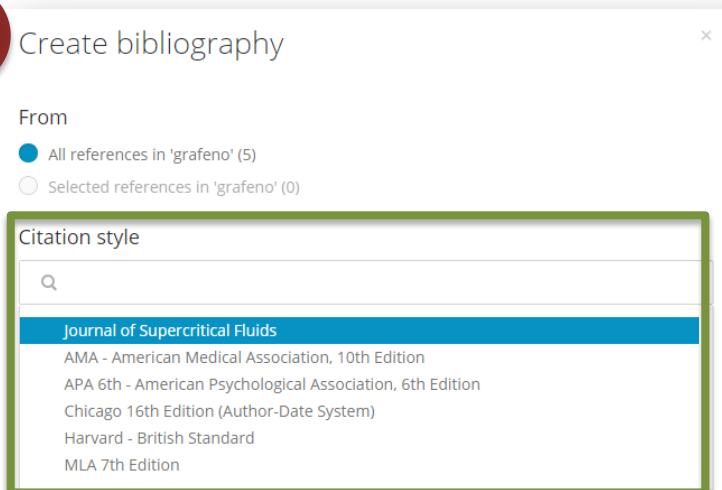 Create bibliography
×
From
All references in 'grafeno' (5)
Selected references in 'grafeno' (0)
Citation style
Journal of Supercritical Fluids
AMA - American Medical Association, 10th Edition
APA 6th - American Psychological Association, 6th Edition
Chicago 16th Edition (Author-Date System)
Harvard - British Standard
MLA 7th Edition